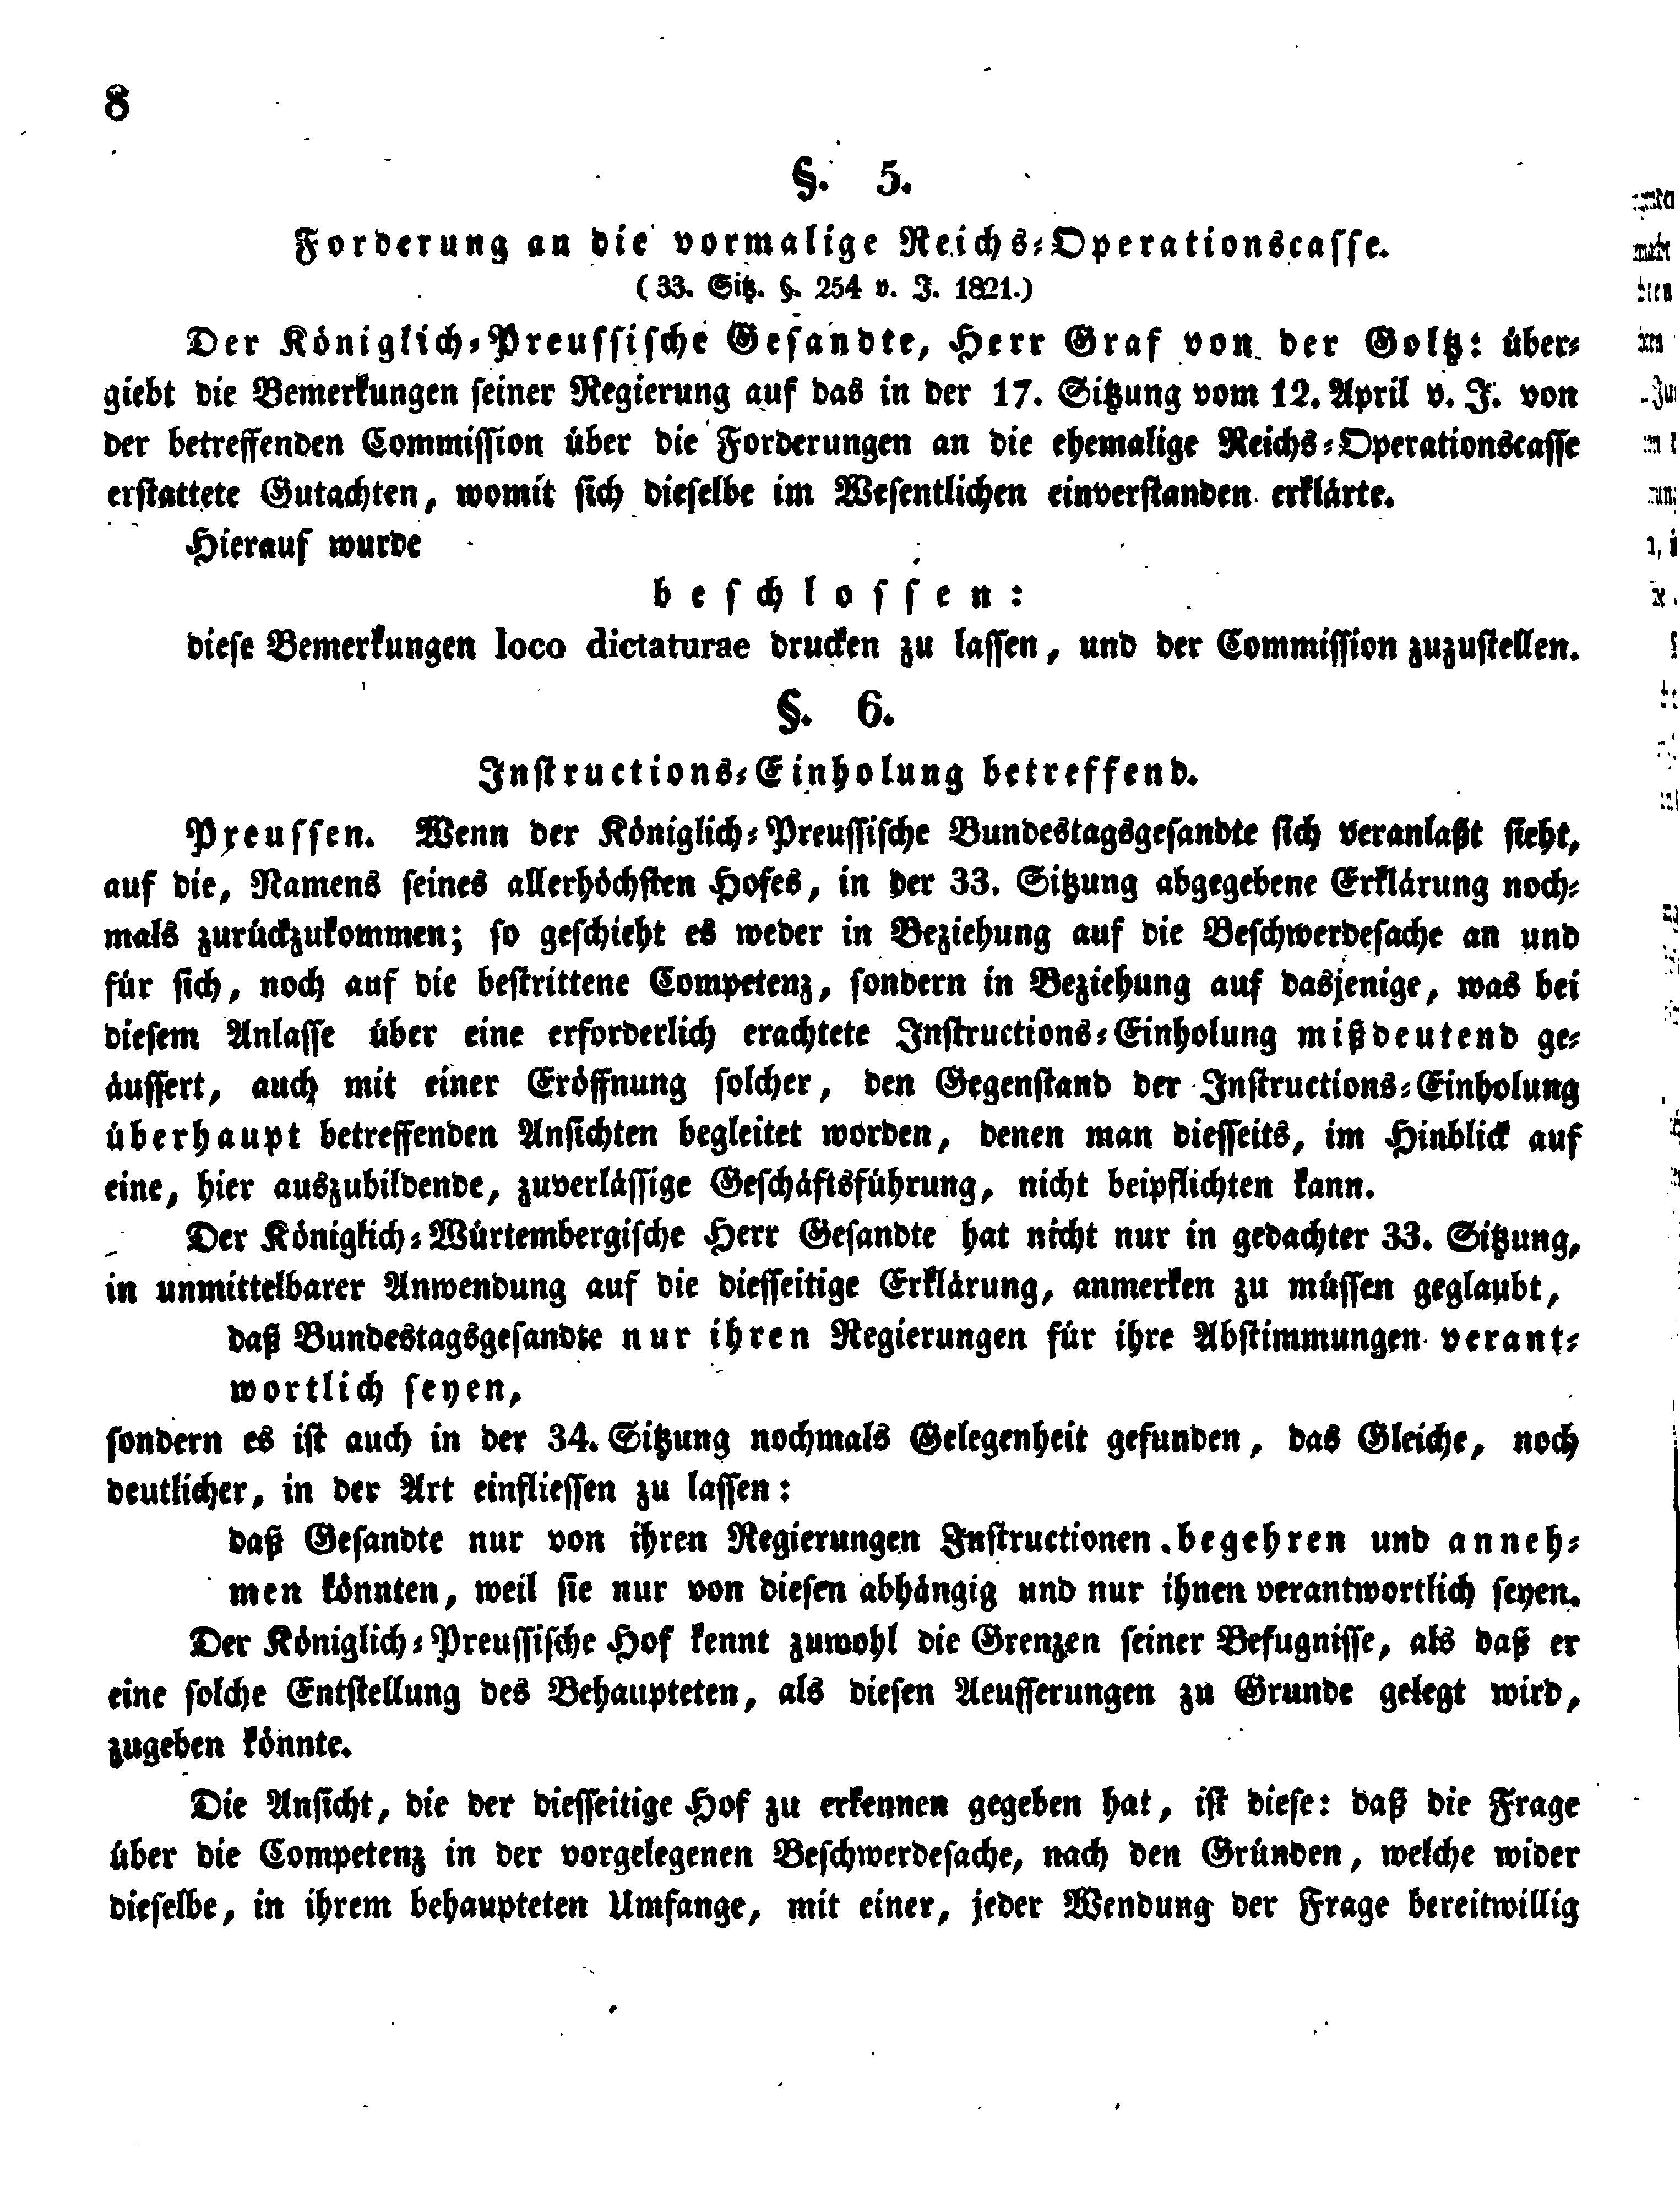 8
§. 5.
Forderung an die vormalige Reichs-Operationscasse.
(33. Sitz. §. 254 v. J. 1821.)
Der Königlich-Preussische Gesandte, Herr Graf von der Goltz: über-
giebt die Bemerkungen seiner Regierung auf das in der 17. Sitzung vom 12. April v. J. von
der betreffenden Commission über die Forderungen an die ehemalige Reichs-Operationscasse
erstattete Gutachten, womit sich dieselbe im Wesentlichen einverstanden erklärte.
Hierauf wurde
beschlossen:
diese Bemerkungen loco dictaturae drucken zu lassen, und der Commission zuzustellen.
§. 6.
Instructions-Einholung betreffend.
Preussen. Wenn der Königlich-Preussische Bundestagsgesandte sich veranlaßt sieht,
auf die, Namens seines allerhöchsten Hofes, in der 33. Sitzung abgegebene Erklärung noch-
mals zurückzukommen; so geschieht es weder in Beziehung auf die Beschwerdesache an und
für sich, noch auf die bestrittene Competenz, sondern in Beziehung auf dasjenige, was bei
diesem Anlasse über eine erforderlich erachtete Instructions-Einholung mißdeutend ge-
äussert, auch mit einer Eröffnung solcher, den Gegenstand der Instructions-Einholung
überhaupt betreffenden Ansichten begleitet worden, denen man diesseits, im Hinblick auf
eine, hier auszubildende, zuverlässige Geschäftsführung, nicht beipflichten kann.
Der Königlich-Würtembergische Herr Gesandte hat nicht nur in gedachter 33. Sitzung,
in unmittelbarer Anwendung auf die diesseitige Erklärung, anmerken zu müssen geglaubt,
daß Bundestagsgesandte nur ihren Regierungen für ihre Abstimmungen verant-
wortlich seyen,
sondern es ist auch in der 34. Sitzung nochmals Gelegenheit gefunden, das Gleiche, noch
deutlicher, in der Art einfliessen zu lassen:
daß Gesandte nur von ihren Regierungen Instructionen begehren und anneh-
men könnten, weil sie nur von diesen abhängig und nur ihnen verantwortlich seyen.
Der Königlich-Preussische Hof kennt zuwohl die Grenzen seiner Befugnisse, als daß er
eine solche Entstellung des Behaupteten, als diesen Aeusserungen zu Grunde gelegt wird,
zugeben könnte.
Die Ansicht, die der diesseitige Hof zu erkennen gegeben hat, ist diese: daß die Frage
über die Competenz in der vorgelegenen Beschwerdesache, nach den Gründen, welche wider
dieselbe, in ihrem behaupteten Umfange, mit einer, jeder Wendung der Frage bereitwillig